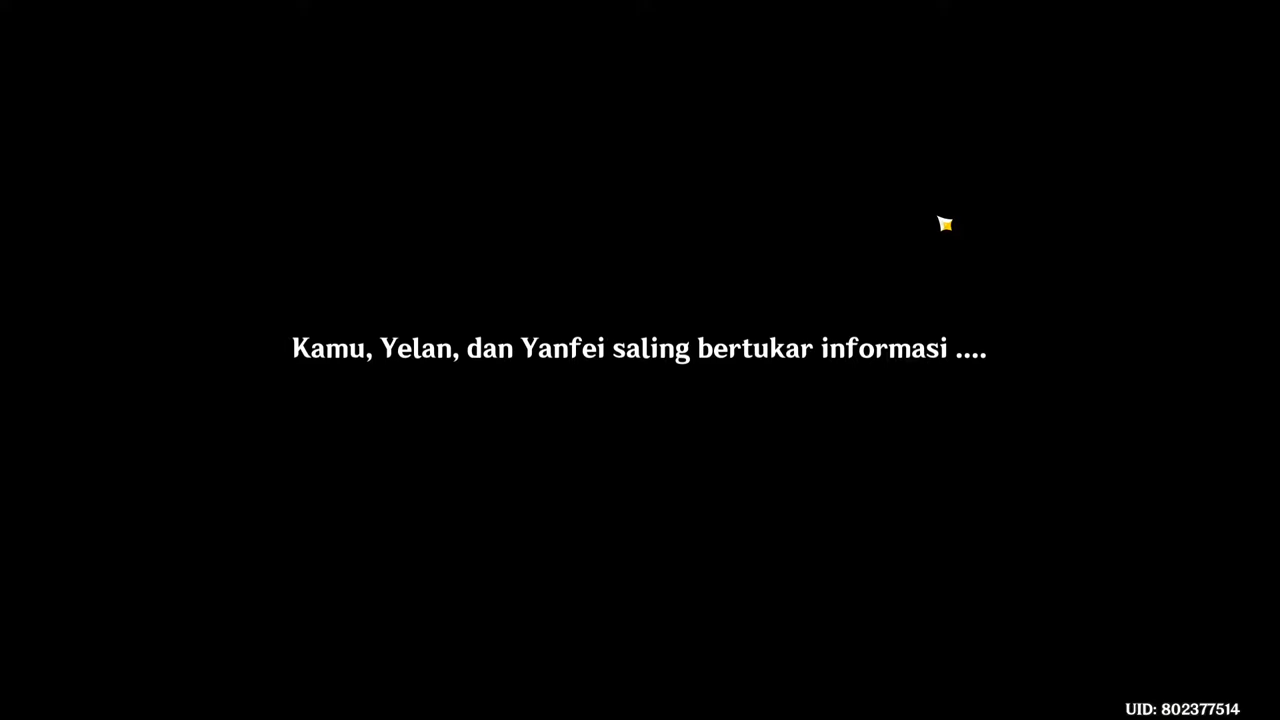 Kamu, Yelan, dan Yanfei saling bertukar informasi ....
UID: 802377514